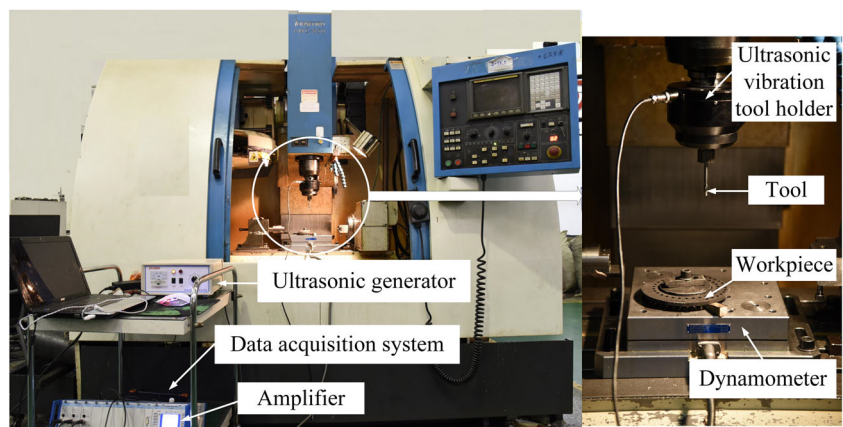 Ultrasonic generator
Data acquisition system
Amplifier
Ultrasonic
vibration
tool holder
Tool
Workpiece
Dynamometer